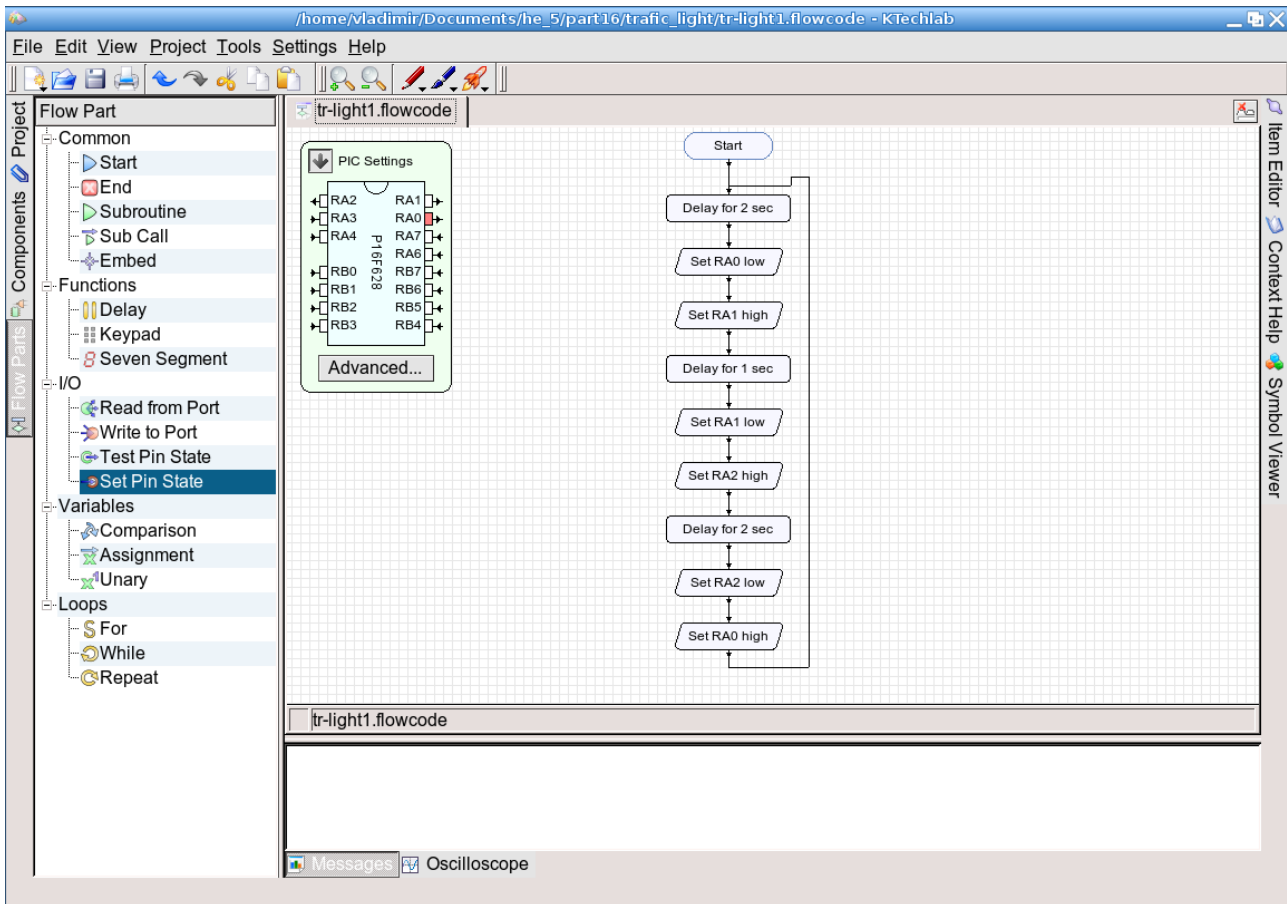 /home/vladimir/Documents/he_5/part16/trafic_light/tr-light1.flowcode - KTechlab
File Edit View Project Tools Settings Help
Project
Components
Flow Parts
Flow Part
Common
Start
End
Subroutine
Sub Call
Embed
Functions
Delay
Keypad
Seven Segment
I/O
Read from Port
Write to Port
Test Pin State
Set Pin State
Variables
Comparison
Assignment
Unary
Loops
For
While
Repeat
tr-light1.flowcode
PIC Settings
RA2 RA1
RA3 RA0
RA4 RA7
RA6
RB0 RB7
RB1 RB6
RB2 RB5
RB3 RB4
P16F628
Advanced...
Start
Delay for 2 sec
Set RA0 low
Set RA1 high
Delay for 1 sec
Set RA1 low
Set RA2 high
Delay for 2 sec
Set RA2 low
Set RA0 high
tr-light1.flowcode
Messages Oscilloscope
Item Editor
Context Help
Symbol Viewer